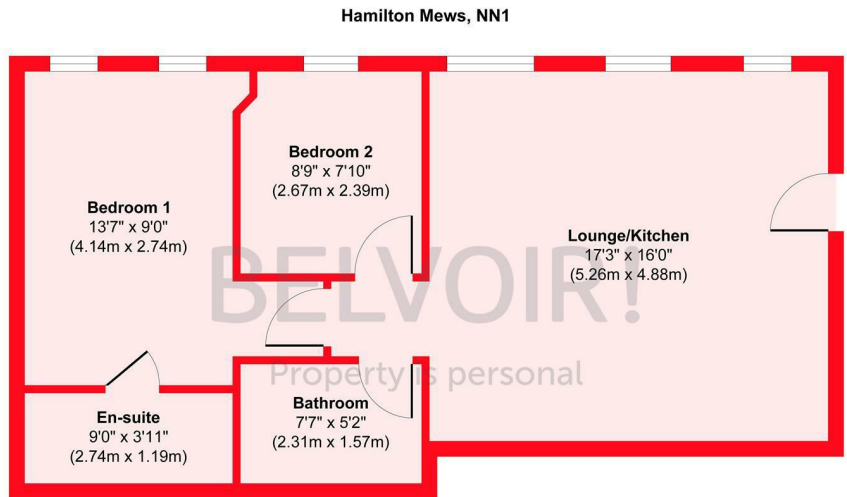 Hamilton Mews, NN1
Bedroom 1
13'7" x 9'0"
(4.14m x 2.74m)
Bedroom 2
8'9" x 7'10"
(2.67m x 2.39m)
Lounge/Kitchen
17'3" x 16'0"
(5.26m x 4.88m)
BELVOIR!
Property is personal
En-suite
9'0" x 3'11"
(2.74m x 1.19m)
Bathroom
7'7" x 5'2"
(2.31m x 1.57m)